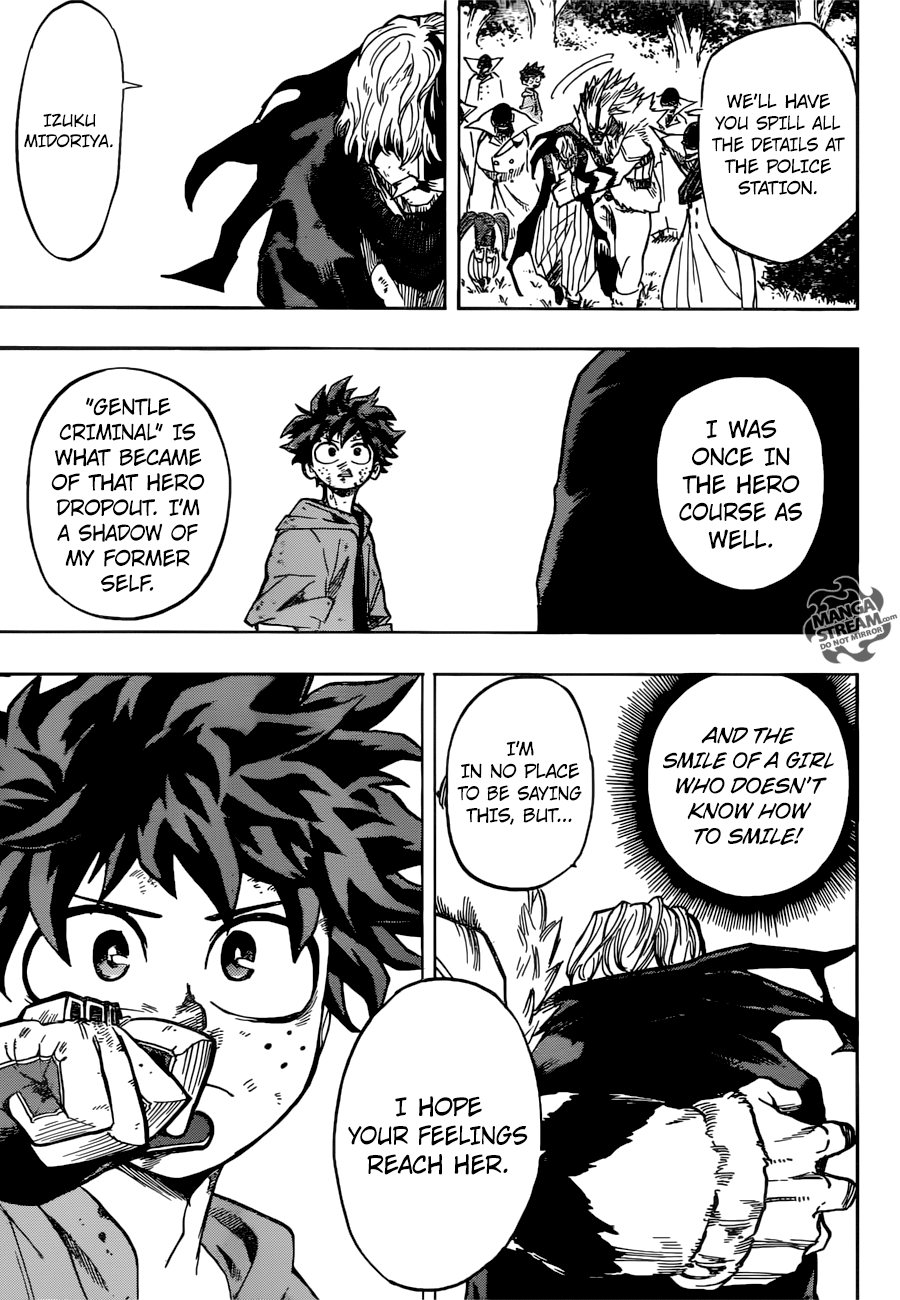 WE'LL HAVE
YOU SPILL ALL
THE DETAILS AT
THE POLICE
STATION.
IZUKU
MIDORIYA.
I WAS
ONCE IN
THE HERO
COURSE AS
WELL.
"GENTLE
CRIMINAL" IS
WHAT BECAME
OF THAT HERO
DROPOUT. I'M
A SHADOW OF
MY FORMER
SELF.
MANGA
STREAM.com
DO NOT MIRROR
AND THE
SMILE OF A GIRL
WHO DOESN'T
KNOW HOW
TO SMILE!
I'M
IN NO PLACE
TO BE SAYING
THIS, BUT...
I HOPE
YOUR FEELINGS
REACH HER.